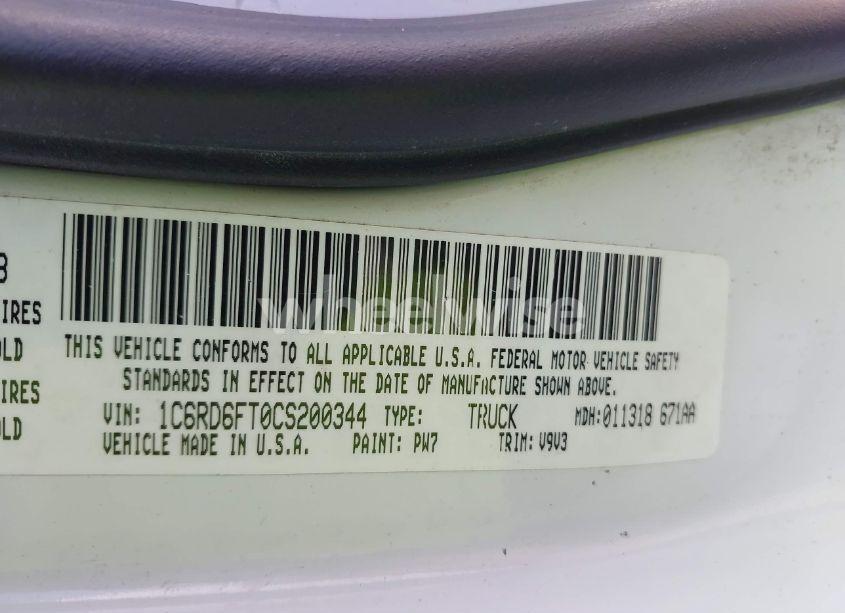 8
IRES
OLD
IRES
OLD
wheelwise
THIS VEHICLE CONFORMS TO ALL APPLICABLE U.S.A. FEDERAL MOTOR VEHICLE SAFETY
STANDARDS IN EFFECT ON THE DATE OF MANUFACTURE SHOWN ABOVE.
VIN: 1C6RD6FT0CS200344 TYPE: TRUCK MDH:011318 671AA
VEHICLE MADE IN U.S.A. PAINT: PW7 TRIM: V9V3